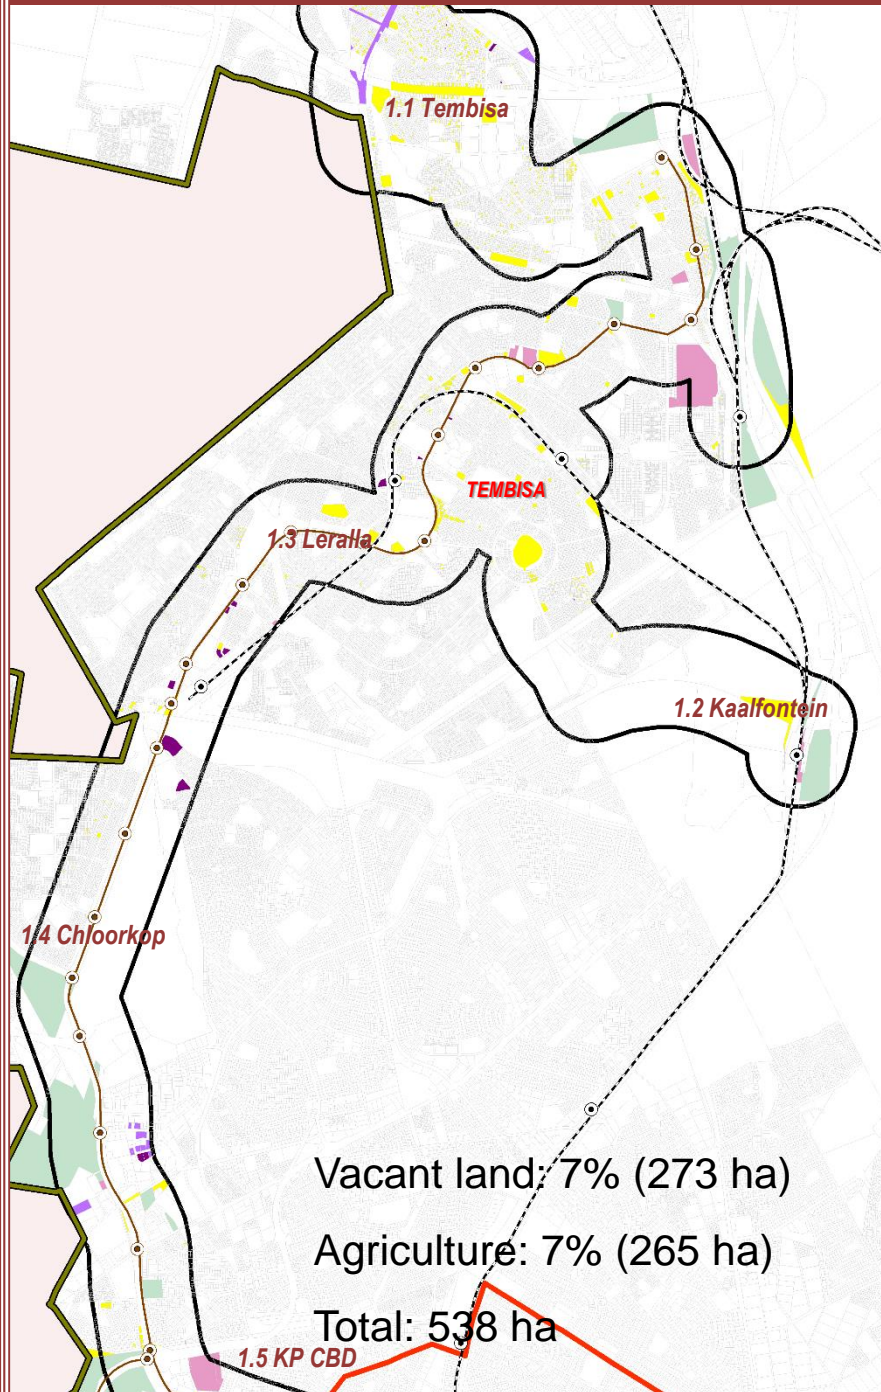 1.1 Tembisa
TEMBISA
1.3 Leralla
1.2 Kaalfontein
1.4 Chloorkop
Vacant land: 7% (273 ha)
Agriculture: 7% (265 ha)
Total: 538 ha
1.5 KP CBD